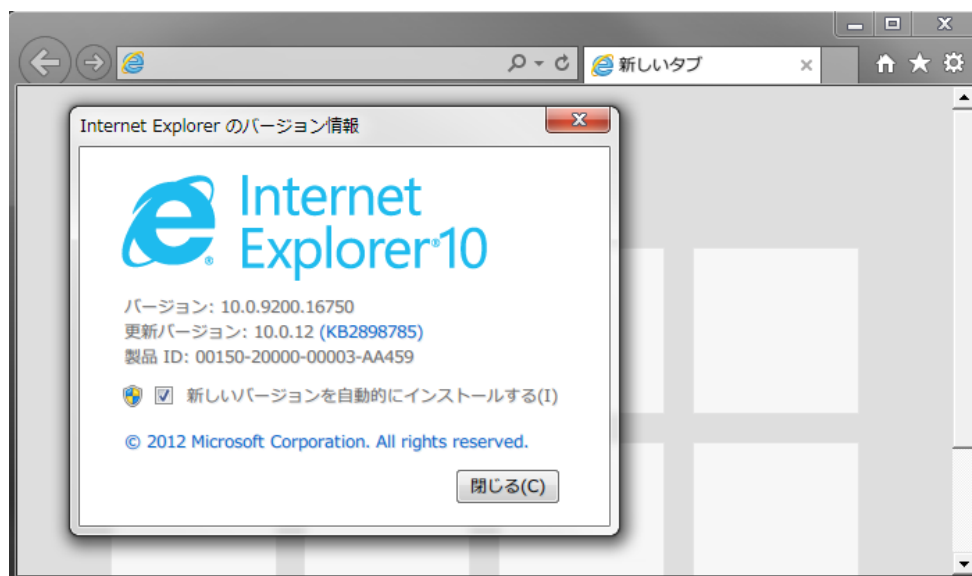 新しいタブ
Internet Explorer のバージョン情報
Internet
Explorer®10
バージョン: 10.0.9200.16750
更新バージョン: 10.0.12 (KB2898785)
製品 ID: 00150-20000-00003-AA459
新しいバージョンを自動的にインストールする(I)
© 2012 Microsoft Corporation. All rights reserved.
閉じる(C)